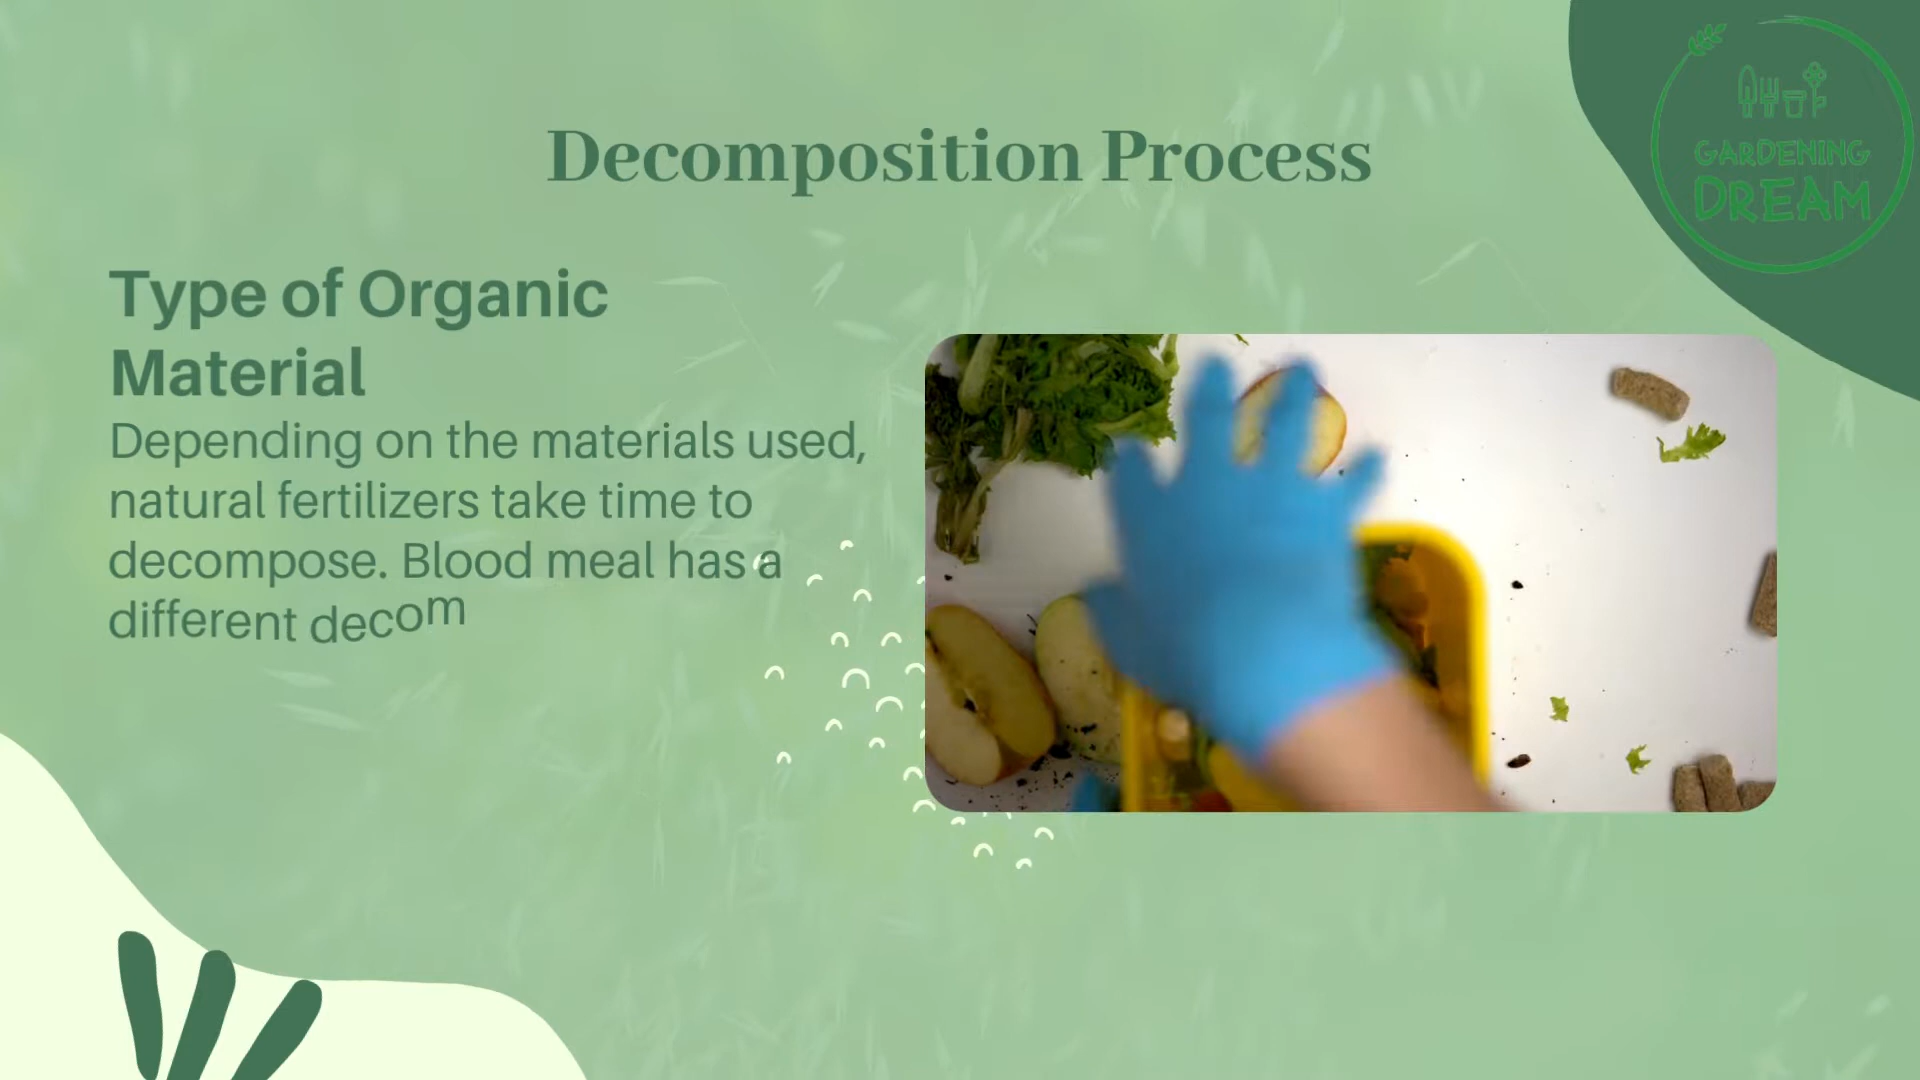 GARDENING
DREAM
Decomposition Process
Type of Organic
Material
Depending on the materials used,
natural fertilizers take time to
decompose. Blood meal has a
different decom